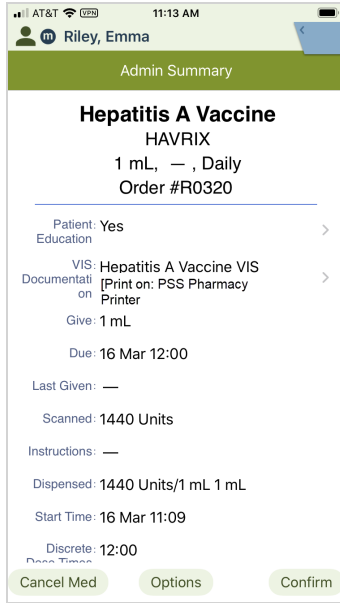 AT&T VPN 11:13 AM
m Riley, Emma
Admin Summary
Hepatitis A Vaccine
HAVRIX
1 mL, — , Daily
Order #R0320
Patient: Yes
Education
VIS: Hepatitis A Vaccine VIS
Documentati [Print on: PSS Pharmacy
on Printer
Give: 1 mL
Due: 16 Mar 12:00
Last Given: —
Scanned: 1440 Units
Instructions: —
Dispensed: 1440 Units/1 mL 1 mL
Start Time: 16 Mar 11:09
Discrete: 12:00
Dose Times
Cancel Med Options Confirm